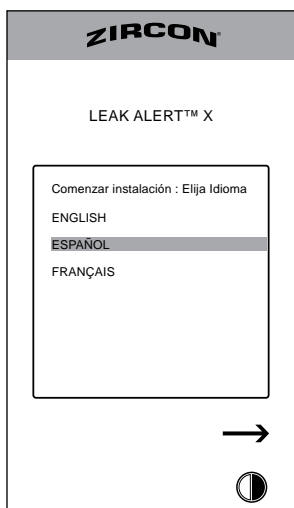 ZIRCON®
LEAK ALERT™ X
Comenzar instalación : Elija Idioma
ENGLISH
ESPAÑOL
FRANÇAIS